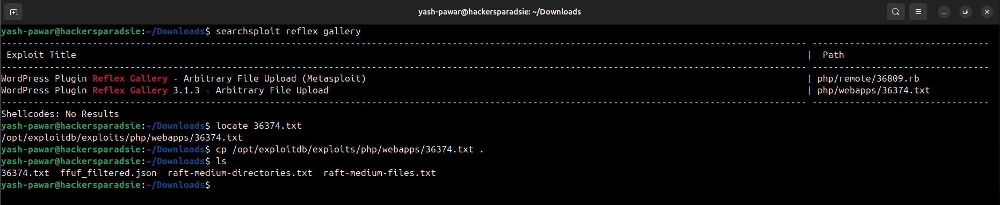 yash-pawar@hackersparadsie: ~/Downloads
yash-pawar@hackersparadsie:~/Downloads$ searchsploit reflex gallery
------------------------------------------------------------------------------------------------------------------------------------------------------ ---------------------------------
 Exploit Title                                                                                                                                        |  Path
------------------------------------------------------------------------------------------------------------------------------------------------------ ---------------------------------
WordPress Plugin Reflex Gallery - Arbitrary File Upload (Metasploit)                                                                                  | php/remote/36809.rb
WordPress Plugin Reflex Gallery 3.1.3 - Arbitrary File Upload                                                                                         | php/webapps/36374.txt
------------------------------------------------------------------------------------------------------------------------------------------------------ ---------------------------------
Shellcodes: No Results
yash-pawar@hackersparadsie:~/Downloads$ locate 36374.txt
/opt/exploitdb/exploits/php/webapps/36374.txt
yash-pawar@hackersparadsie:~/Downloads$ cp /opt/exploitdb/exploits/php/webapps/36374.txt .
yash-pawar@hackersparadsie:~/Downloads$ ls
36374.txt  ffuf_filtered.json  raft-medium-directories.txt  raft-medium-files.txt
yash-pawar@hackersparadsie:~/Downloads$